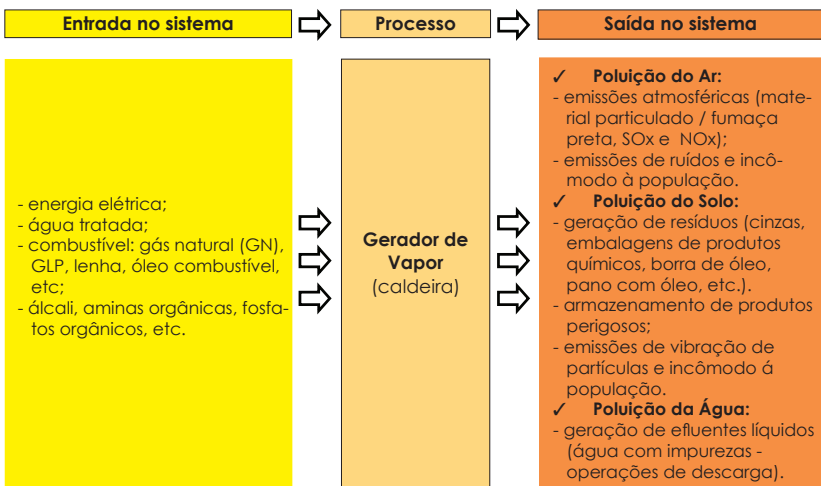 Entrada no sistema
Processo
Saída no sistema
- energia elétrica;
- água tratada;
- combustível: gás natural (GN),
GLP, lenha, óleo combustível,
etc;
- álcali, aminas orgânicas, fosfa-
tos orgânicos, etc.
Gerador de
Vapor
(caldeira)
✓ Poluição do Ar:
- emissões atmosféricas (mate-
rial particulado / fumaça
preta, SOx e NOx);
- emissões de ruídos e incô-
modo à população.
✓ Poluição do Solo:
- geração de resíduos (cinzas,
embalagens de produtos
químicos, borra de óleo,
pano com óleo, etc.).
- armazenamento de produtos
perigosos;
- emissões de vibração de
partículas e incômodo á
população.
✓ Poluição da Água:
- geração de efluentes líquidos
(água com impurezas -
operações de descarga).